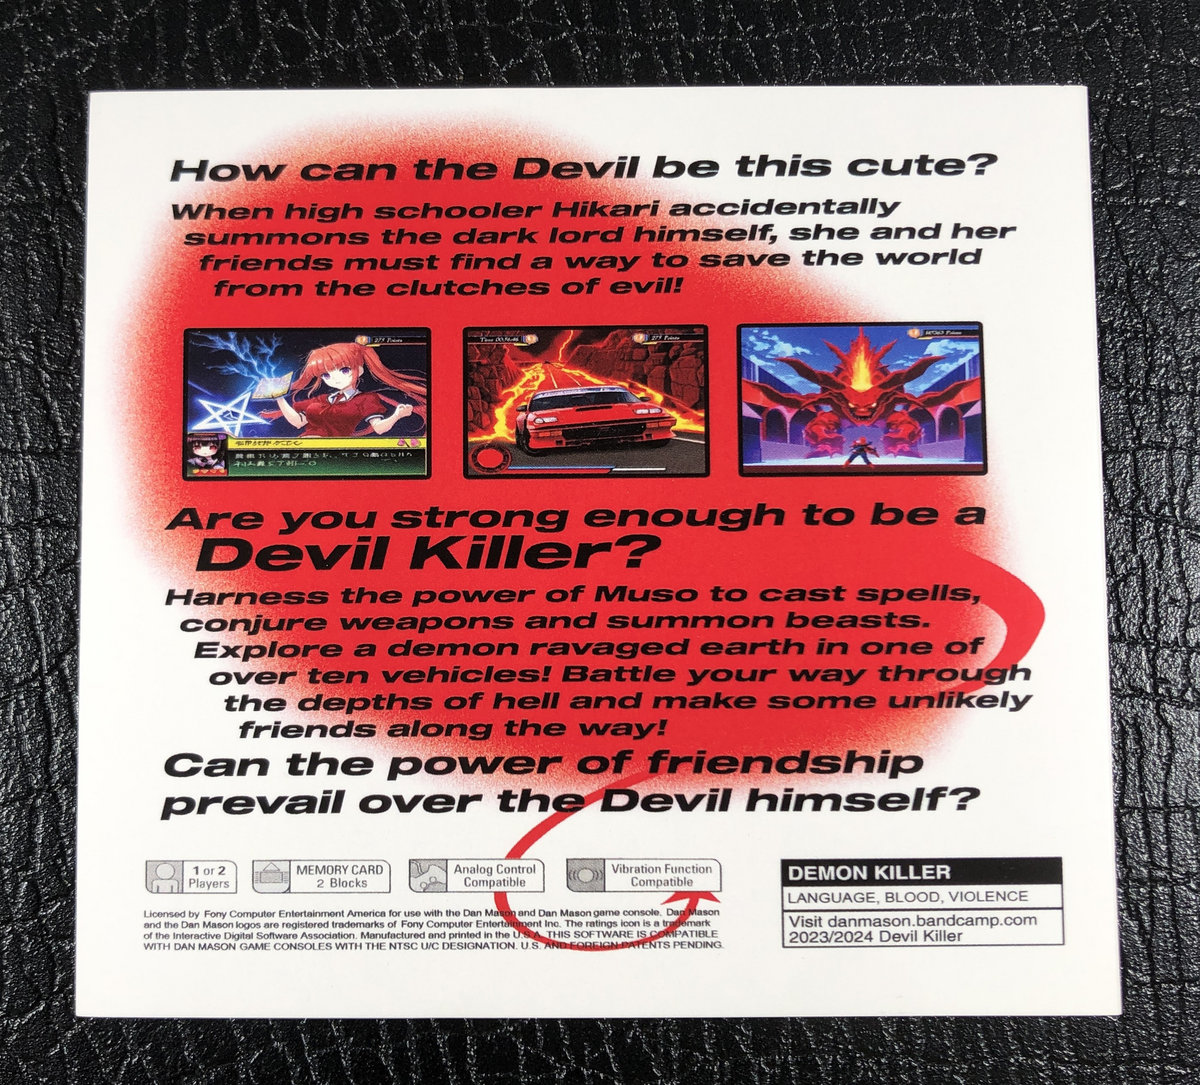 How can the Devil be this cute?
When high schooler Hikari accidentally
summons the dark lord himself, she and her
friends must find a way to save the world
from the clutches of evil!
275 Points
Time 00:56:46
275 Points
Points
Are you strong enough to be a
Devil Killer?
Harness the power of Muso to cast spells,
conjure weapons and summon beasts.
Explore a demon ravaged earth in one of
over ten vehicles! Battle your way through
the depths of hell and make some unlikely
friends along the way!
Can the power of friendship
prevail over the Devil himself?
1 or 2
Players
MEMORY CARD
2 Blocks
Analog Control
Compatible
Vibration Function
Compatible
Licensed by Fony Computer Entertainment America for use with the Dan Mason and Dan Mason game console. Dan Mason
and the Dan Mason logos are registered trademarks of Fony Computer Entertainment Inc. The ratings icon is a trademark
of the Interactive Digital Software Association. Manufactured and printed in the U.S.A. THIS SOFTWARE IS COMPATIBLE
WITH DAN MASON GAME CONSOLES WITH THE NTSC U/C DESIGNATION. U.S. AND FOREIGN PATENTS PENDING.
DEMON KILLER
LANGUAGE, BLOOD, VIOLENCE
Visit danmason.bandcamp.com
2023/2024 Devil Killer